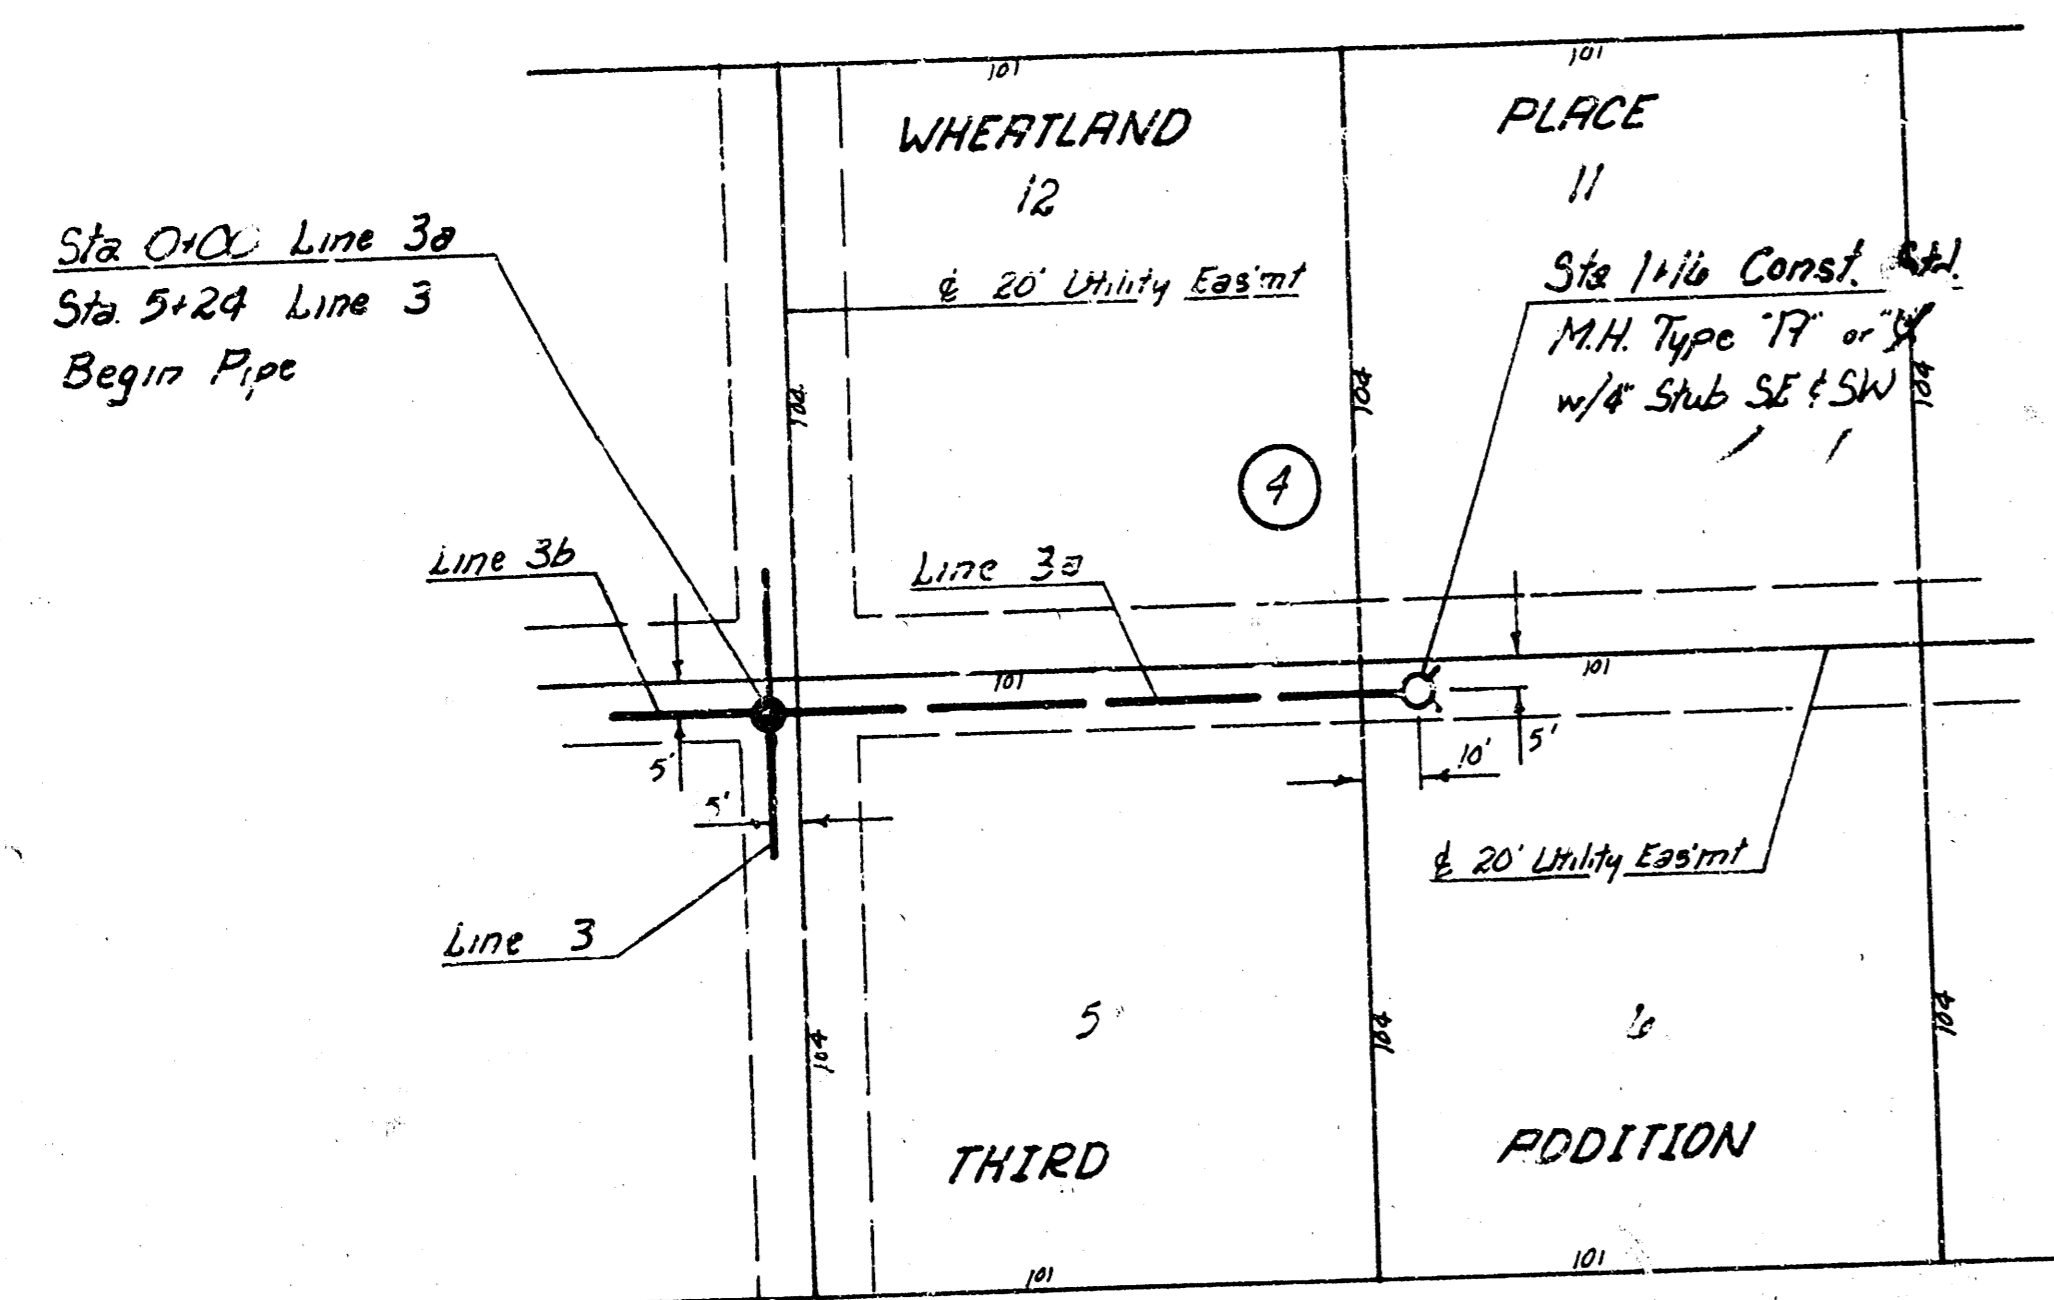 101
101
WHEATLAND
PLACE
12
11
Sta 0+00 Line 3a
Sta. 5+24 Line 3
Begin Pipe
℄ 20' Utility Eas'mt
Sta 1+16 Const. Std.
M.H. Type "A" or
w/4" Stub SE & SW
104
104
104
4
Line 3b
Line 3a
101
101
5'
5'
10'
5'
℄ 20' Utility Eas'mt
Line 3
5
6
104
104
104
THIRD
ADDITION
101
101